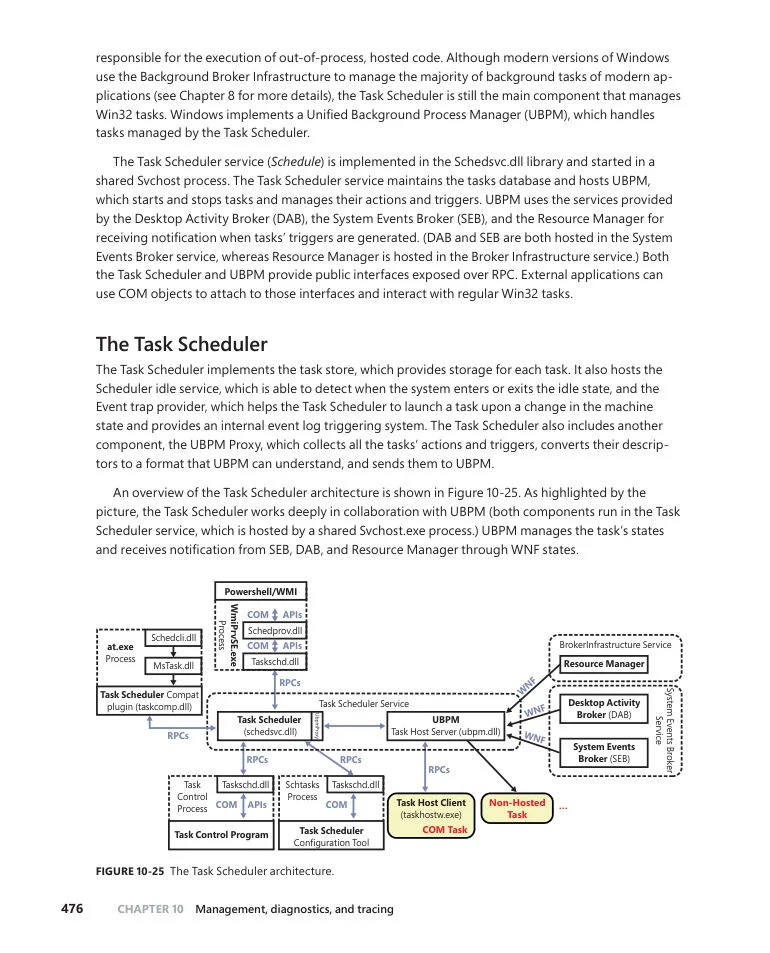 responsible for the execution of out-of-process, hosted code. Although modern versions of Windows
use the Background Broker Infrastructure to manage the majority of background tasks of modern ap-
plications (see Chapter 8 for more details), the Task Scheduler is still the main component that manages
Win32 tasks. Windows implements a Unified Background Process Manager (UBPM), which handles
tasks managed by the Task Scheduler.
The Task Scheduler service (Schedule) is implemented in the Schedsvc.dll library and started in a
shared Svchost process. The Task Scheduler service maintains the tasks database and hosts UBPM,
which starts and stops tasks and manages their actions and triggers. UBPM uses the services provided
by the Desktop Activity Broker (DAB), the System Events Broker (SEB), and the Resource Manager for
receiving notification when tasks' triggers are generated. (DAB and SEB are both hosted in the System
Events Broker service, whereas Resource Manager is hosted in the Broker Infrastructure service.) Both
the Task Scheduler and UBPM provide public interfaces exposed over RPC. External applications can
use COM objects to attach to those interfaces and interact with regular Win32 tasks.
The Task Scheduler
The Task Scheduler implements the task store, which provides storage for each task. It also hosts the
Scheduler idle service, which is able to detect when the system enters or exits the idle state, and the
Event trap provider, which helps the Task Scheduler to launch a task upon a change in the machine
state and provides an internal event log triggering system. The Task Scheduler also includes another
component, the UBPM Proxy, which collects all the tasks' actions and triggers, converts their descrip-
tors to a format that UBPM can understand, and sends them to UBPM.
An overview of the Task Scheduler architecture is shown in Figure 10-25. As highlighted by the
picture, the Task Scheduler works deeply in collaboration with UBPM (both components run in the Task
Scheduler service, which is hosted by a shared Svchost.exe process.) UBPM manages the task's states
and receives notification from SEB, DAB, and Resource Manager through WNF states.
Powershell/WMI
WmiPrvSE.exe
Process
COM APIs
Schedprov.dll
COM APIs
Taskschd.dll
RPCs
at.exe
Process
Schedcli.dll
MsTask.dll
Task Scheduler Compat
plugin (taskcomp.dll)
RPCs
Task Scheduler Service
Task Scheduler
(schedsvc.dll)
UbpmProxy
UBPM
Task Host Server (ubpm.dll)
BrokerInfrastructure Service
Resource Manager
WNF
Desktop Activity
Broker (DAB)
WNF
System Events
Broker (SEB)
WNF
System Events Broker
Service
RPCs
RPCs
RPCs
Task
Control
Process
Taskschd.dll
COM APIs
Task Control Program
Schtasks
Process
Taskschd.dll
COM
Task Scheduler
Configuration Tool
Task Host Client
(taskhostw.exe)
COM Task
Non-Hosted
Task
...
FIGURE 10-25 The Task Scheduler architecture.
476 CHAPTER 10 Management, diagnostics, and tracing